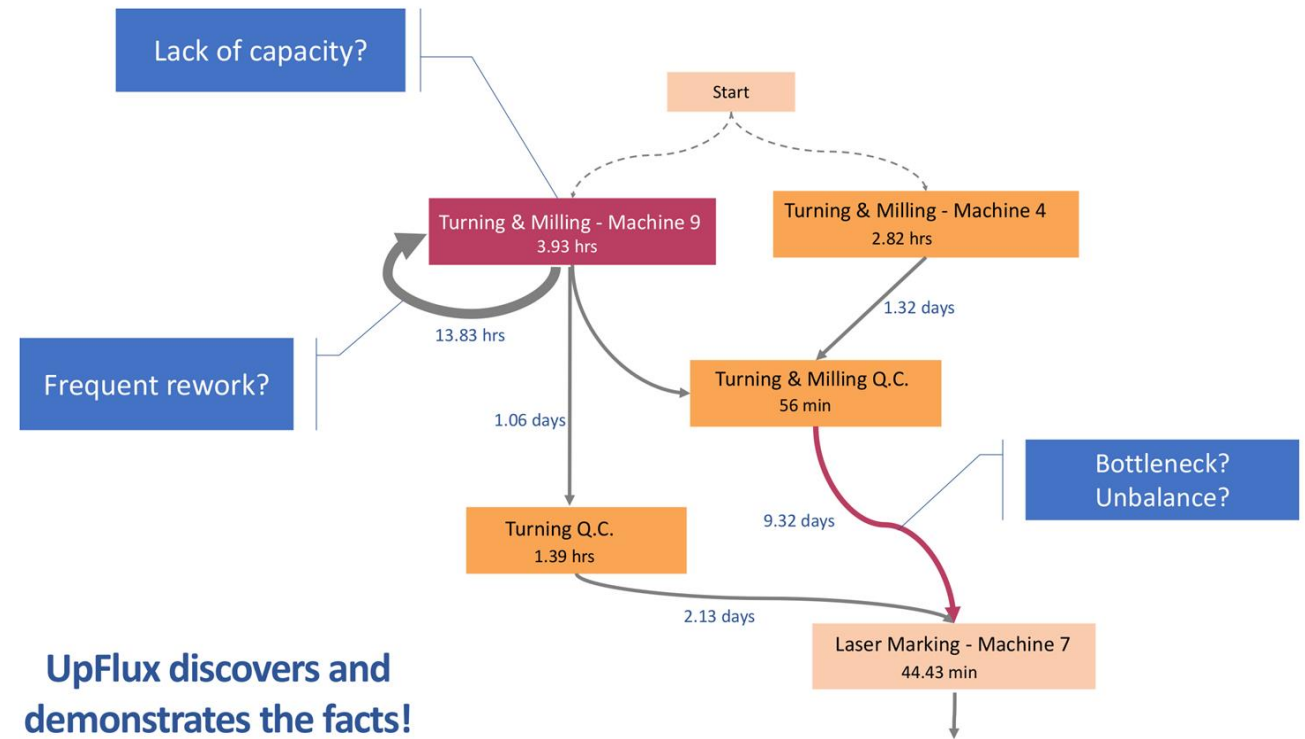 Lack of capacity?
Start
Turning & Milling - Machine 9
3.93 hrs
Turning & Milling - Machine 4
2.82 hrs
13.83 hrs
1.32 days
Frequent rework?
Turning & Milling Q.C.
56 min
1.06 days
Bottleneck?
Unbalance?
9.32 days
Turning Q.C.
1.39 hrs
2.13 days
Laser Marking - Machine 7
44.43 min
UpFlux discovers and
demonstrates the facts!